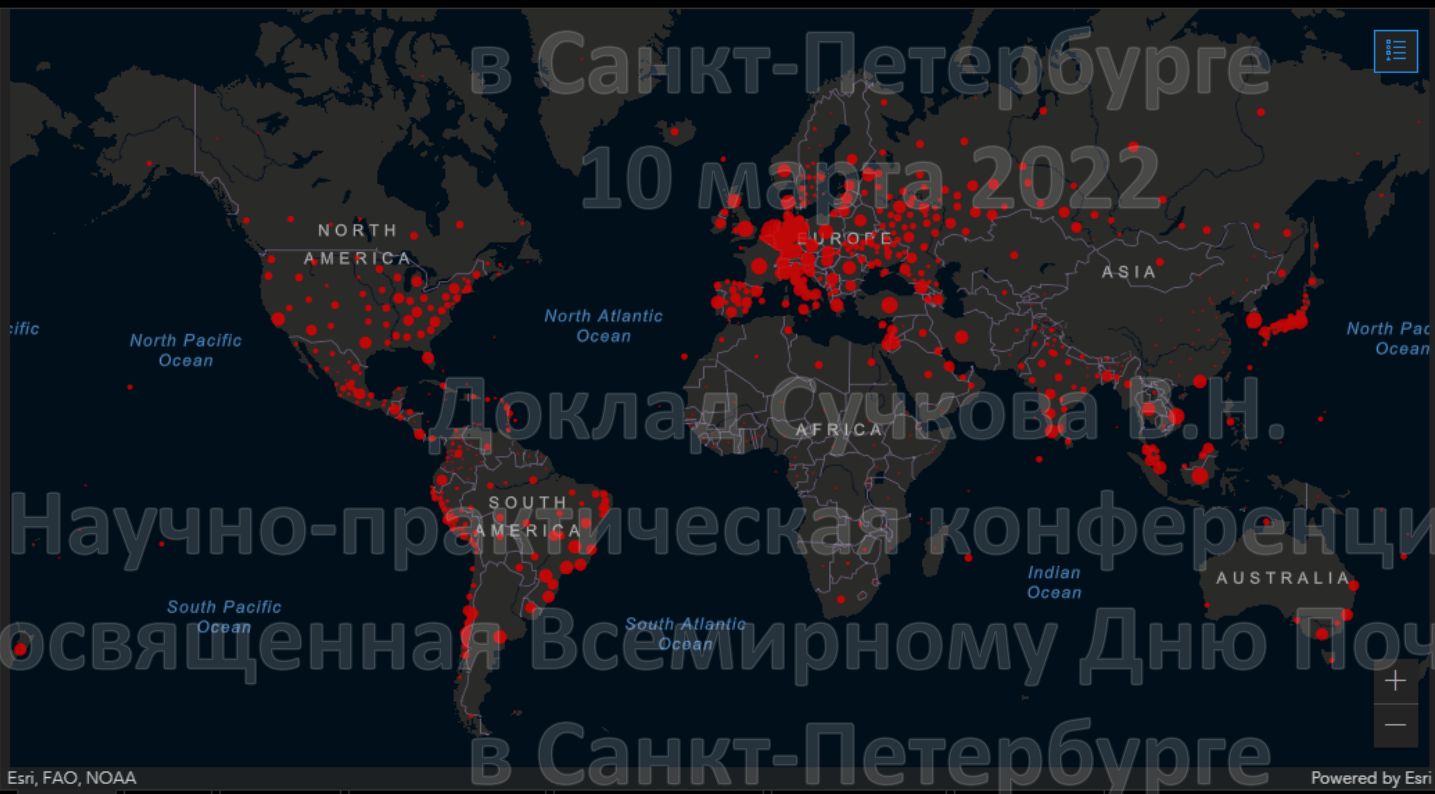 в Санкт-Петербурге
10 марта 2022
NORTH
AMERICA
EUROPE
ASIA
North Atlantic
Ocean
North Pacific
Ocean
cific
North Pac
Ocean
Доклад Сучкова В.Н.
AFRICA
SOUTH
AMERICA
Научно-практическая конференци
Indian
Ocean
AUSTRALIA
South Pacific
Ocean
South Atlantic
Ocean
освященная Всемирному Дню Поч
в Санкт-Петербурге
Esri, FAO, NOAA
Powered by Esri